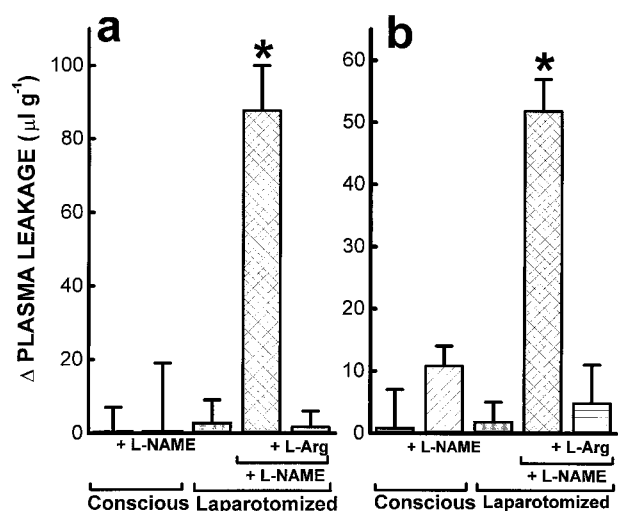 a
b
Δ PLASMA LEAKAGE (μl g⁻¹)
100
80
60
40
20
0
60
50
40
30
20
10
0
*
*
+ L-NAME
+ L-Arg
+ L-NAME
+ L-Arg
+ L-NAME
+ L-NAME
Conscious
Laparotomized
Conscious
Laparotomized